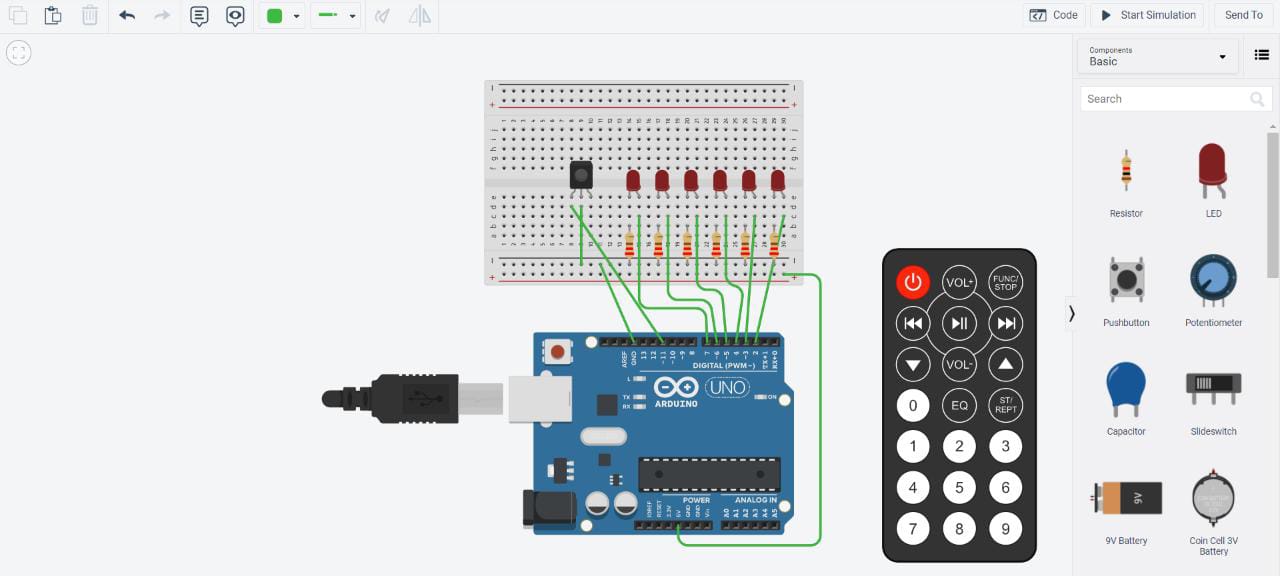 Code
Start Simulation
Send To
Components
Basic
Search
Resistor
LED
Pushbutton
Potentiometer
Capacitor
Slideswitch
9V
9V Battery
Coin Cell 3V
Battery
j
i
h
g
f
e
d
c
b
a
AREF
GND
13
12
~11
~10
~9
8
7
~6
~5
4
~3
2
TX→1
RX←0
DIGITAL (PWM~)
L
TX
RX
ARDUINO
UNO
ON
POWER
ANALOG IN
IOREF
RESET
3.3V
5V
GND
GND
Vin
A0
A1
A2
A3
A4
A5
VOL+
FUNC/
STOP
VOL-
0
EQ
ST/
REPT
1
2
3
4
5
6
7
8
9